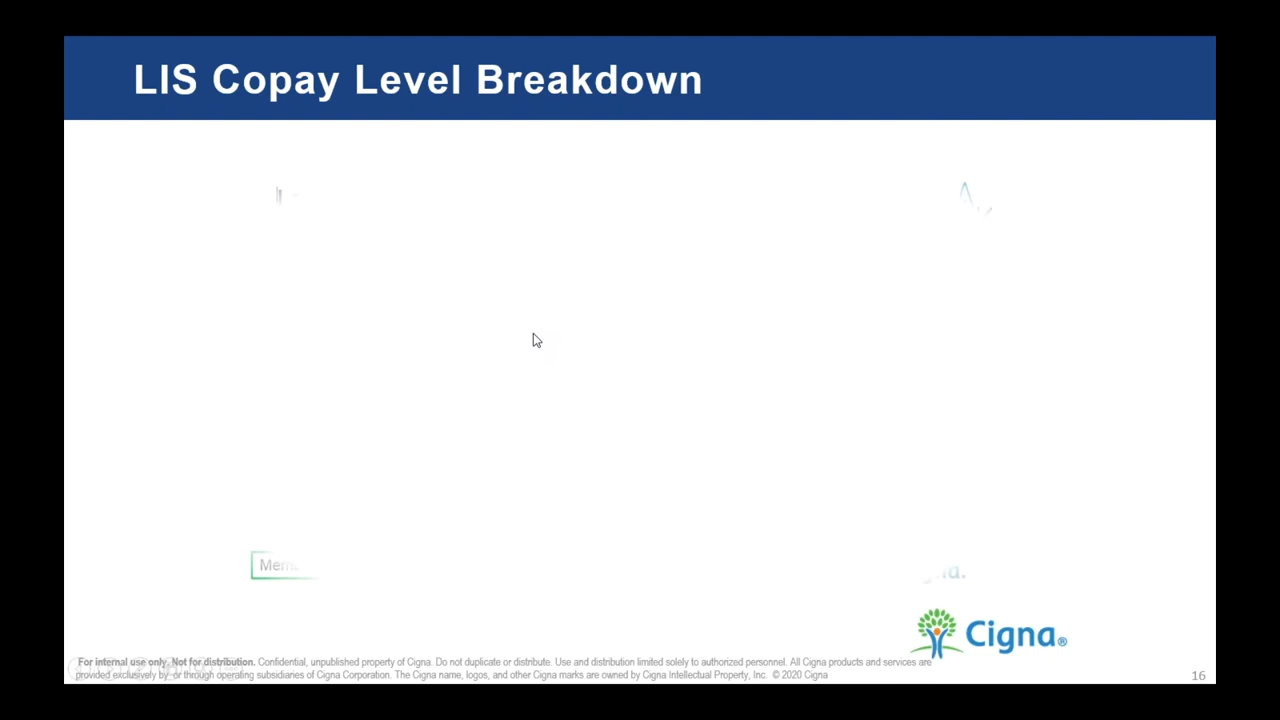 LIS Copay Level Breakdown
Cigna®
For internal use only. Not for distribution. Confidential, unpublished property of Cigna. Do not duplicate or distribute. Use and distribution limited solely to authorized personnel. All Cigna products and services are
provided exclusively by or through operating subsidiaries of Cigna Corporation. The Cigna name, logos, and other Cigna marks are owned by Cigna Intellectual Property, Inc. © 2020 Cigna
16